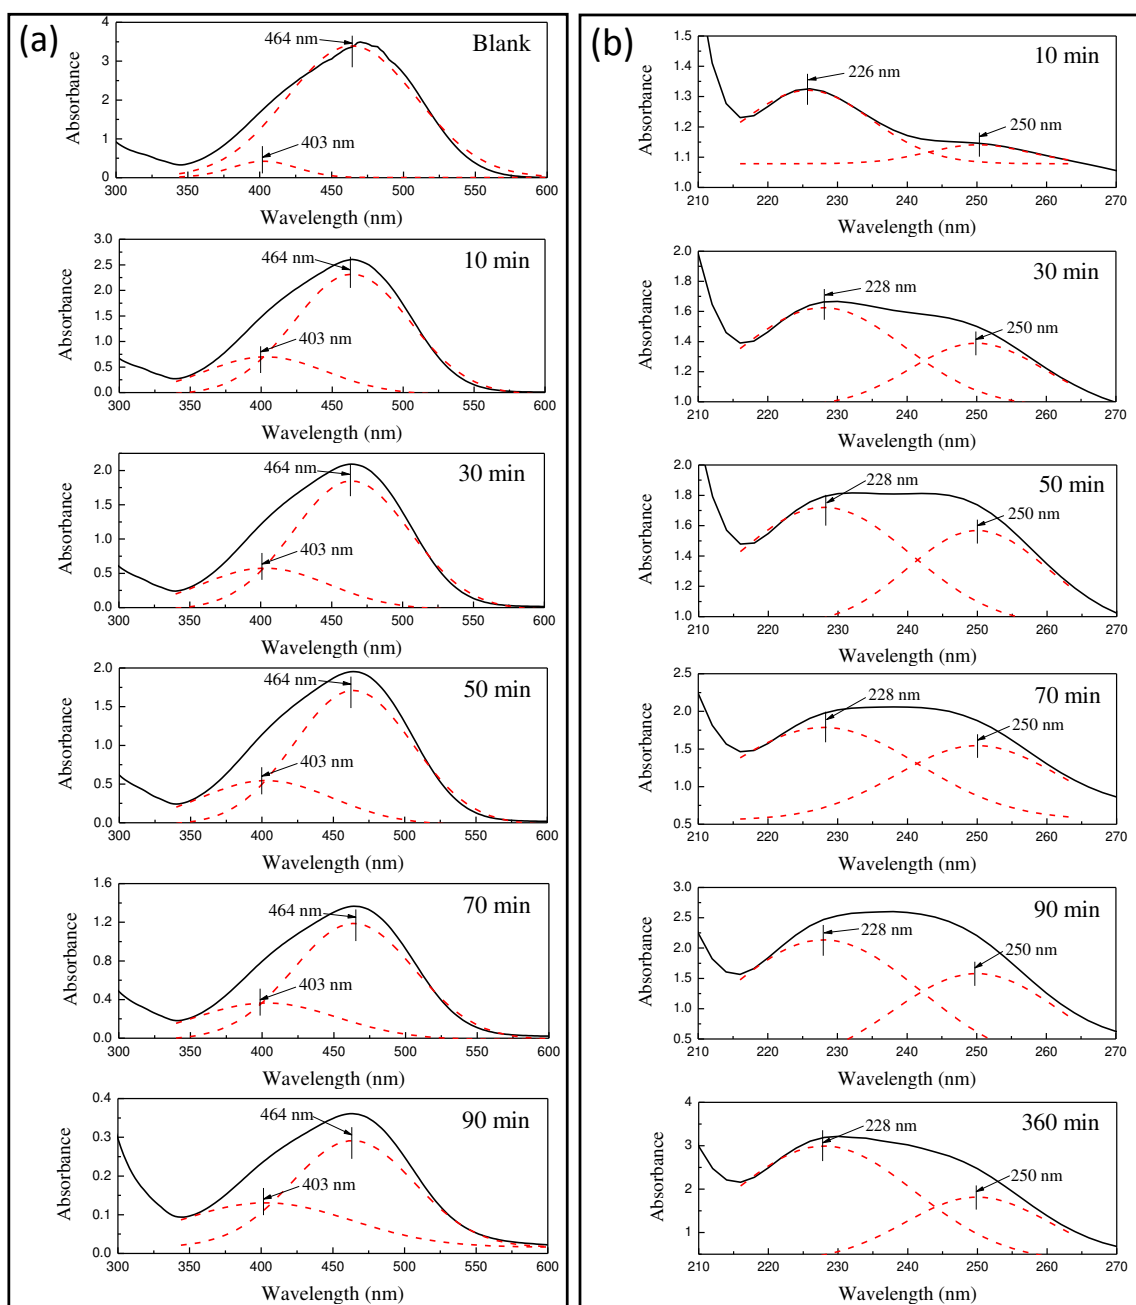 (a)
Blank
464 nm
403 nm
Absorbance
4
3
2
1
0
300 350 400 450 500 550 600
Wavelength (nm)
10 min
464 nm
403 nm
Absorbance
3.0
2.5
2.0
1.5
1.0
0.5
0.0
300 350 400 450 500 550 600
Wavelength (nm)
30 min
464 nm
403 nm
Absorbance
2.0
1.5
1.0
0.5
0.0
300 350 400 450 500 550 600
Wavelength (nm)
50 min
464 nm
403 nm
Absorbance
2.0
1.5
1.0
0.5
0.0
300 350 400 450 500 550 600
Wavelength (nm)
70 min
464 nm
403 nm
Absorbance
1.6
1.2
0.8
0.4
0.0
300 350 400 450 500 550 600
Wavelength (nm)
90 min
464 nm
403 nm
Absorbance
0.4
0.3
0.2
0.1
0.0
300 350 400 450 500 550 600
Wavelength (nm)
(b)
10 min
226 nm
250 nm
Absorbance
1.5
1.4
1.3
1.2
1.1
1.0
210 220 230 240 250 260 270
Wavelength (nm)
30 min
228 nm
250 nm
Absorbance
2.0
1.8
1.6
1.4
1.2
1.0
210 220 230 240 250 260 270
Wavelength (nm)
50 min
228 nm
250 nm
Absorbance
2.0
1.8
1.6
1.4
1.2
1.0
210 220 230 240 250 260 270
Wavelength (nm)
70 min
228 nm
250 nm
Absorbance
2.5
2.0
1.5
1.0
0.5
210 220 230 240 250 260 270
Wavelength (nm)
90 min
228 nm
250 nm
Absorbance
3.0
2.5
2.0
1.5
1.0
0.5
210 220 230 240 250 260 270
Wavelength (nm)
360 min
228 nm
250 nm
Absorbance
4
3
2
1
210 220 230 240 250 260 270
Wavelength (nm)